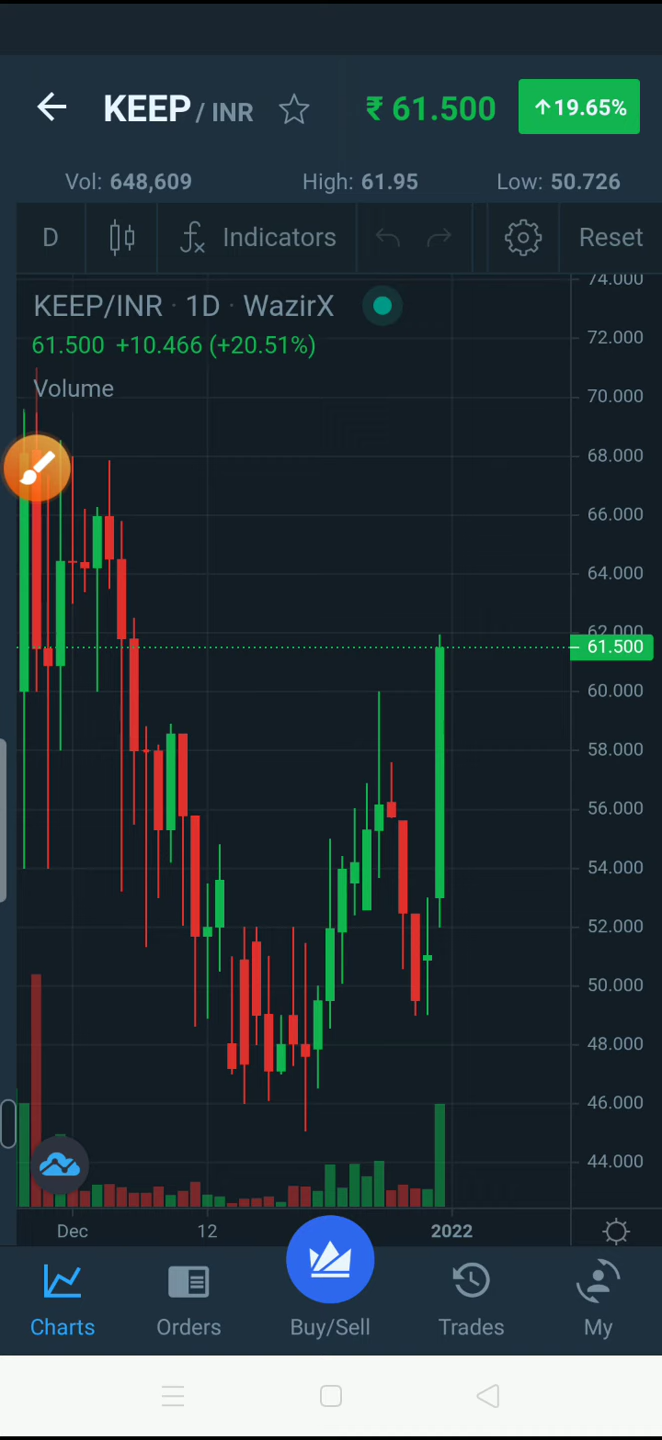 KEEP / INR ₹ 61.500 ↑19.65%
Vol: 648,609 High: 61.95 Low: 50.726
D fx Indicators Reset
KEEP/INR · 1D · WazirX
61.500 +10.466 (+20.51%)
Volume
74.000
72.000
70.000
68.000
66.000
64.000
62.000
61.500
60.000
58.000
56.000
54.000
52.000
50.000
48.000
46.000
44.000
Dec 12 2022
Charts Orders Buy/Sell Trades My